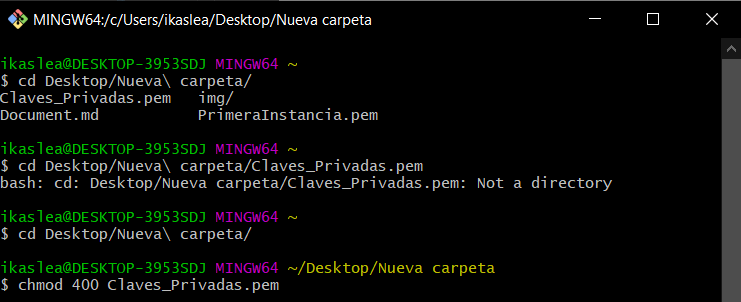 MINGW64:/c/Users/ikaslea/Desktop/Nueva carpeta
ikaslea@DESKTOP-3953SDJ MINGW64 ~
$ cd Desktop/Nueva\ carpeta/
Claves_Privadas.pem   img/
Document.md           PrimeraInstancia.pem
ikaslea@DESKTOP-3953SDJ MINGW64 ~
$ cd Desktop/Nueva\ carpeta/Claves_Privadas.pem
bash: cd: Desktop/Nueva carpeta/Claves_Privadas.pem: Not a directory
ikaslea@DESKTOP-3953SDJ MINGW64 ~
$ cd Desktop/Nueva\ carpeta/
ikaslea@DESKTOP-3953SDJ MINGW64 ~/Desktop/Nueva carpeta
$ chmod 400 Claves_Privadas.pem